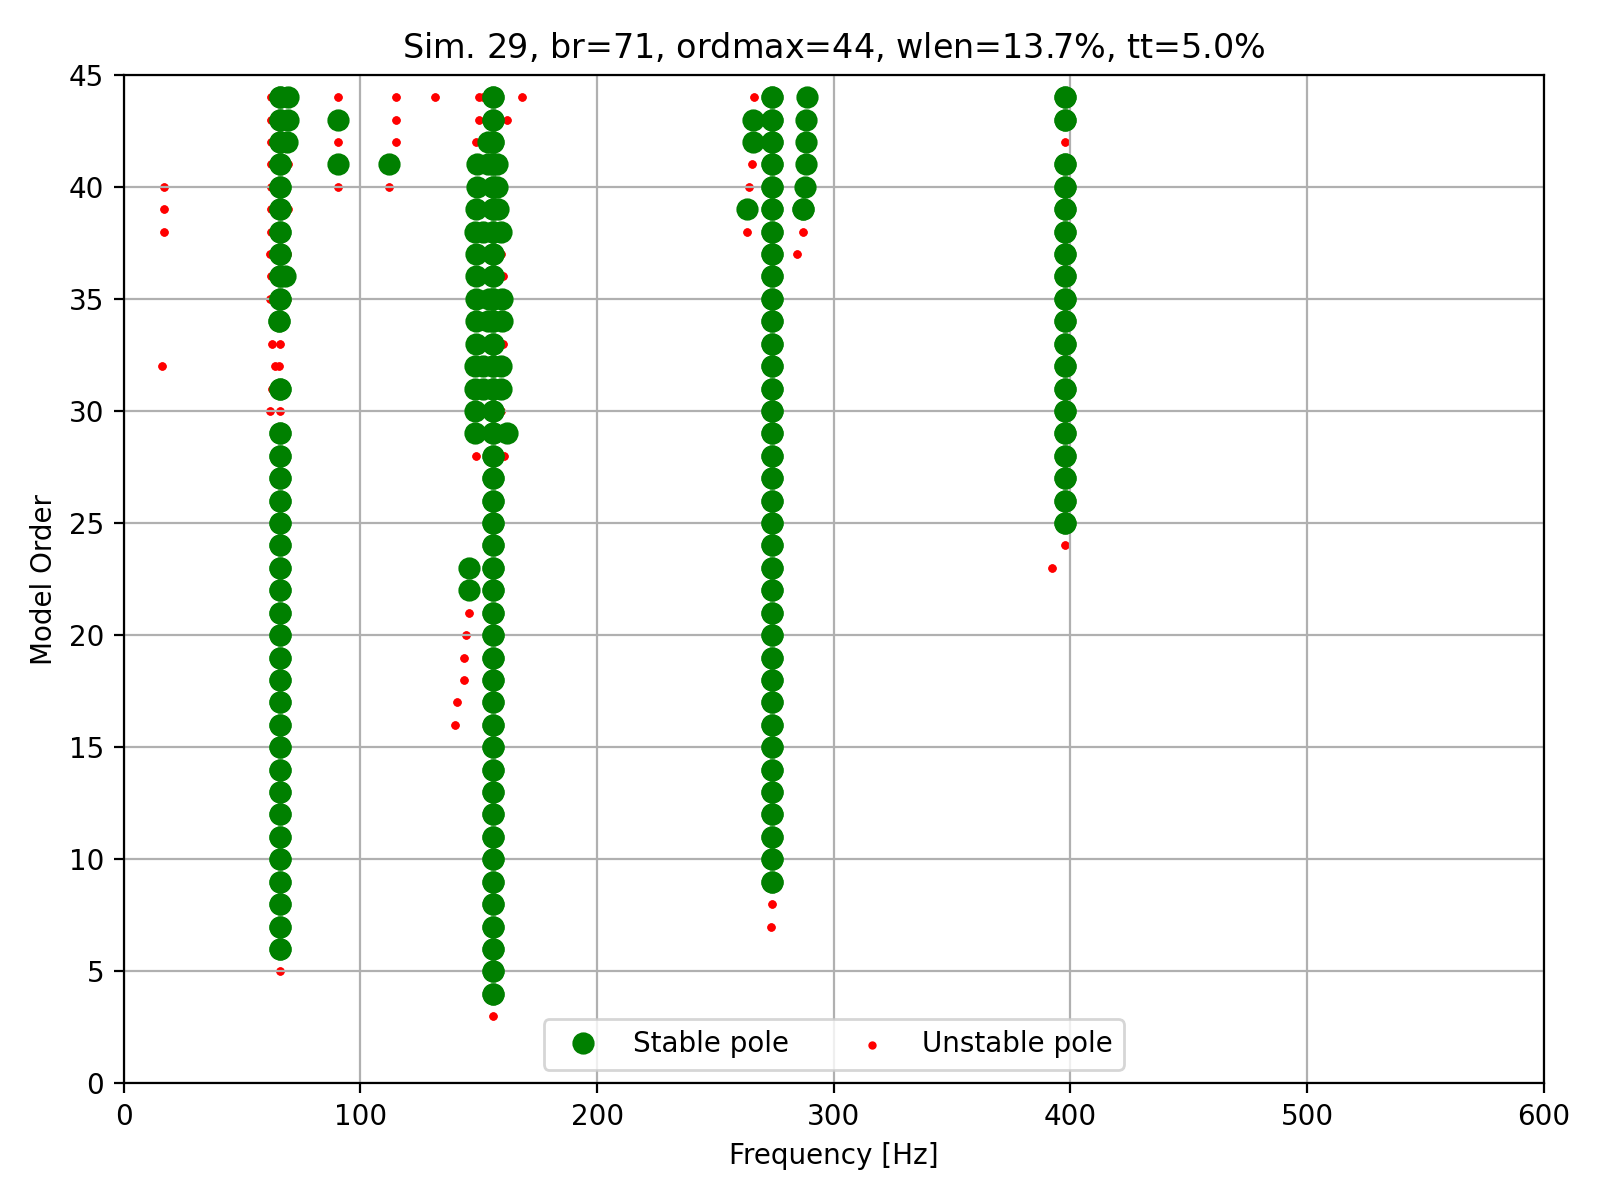 Sim. 29, br=71, ordmax=44, wlen=13.7%, tt=5.0%
45
40
35
30
25
20
15
10
5
0
Model Order
Stable pole
Unstable pole
0 100 200 300 400 500 600
Frequency [Hz]